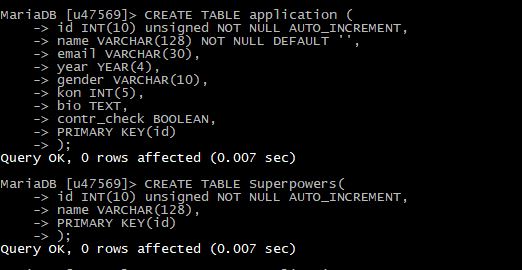 MariaDB [u47569]> CREATE TABLE application (
    -> id INT(10) unsigned NOT NULL AUTO_INCREMENT,
    -> name VARCHAR(128) NOT NULL DEFAULT '',
    -> email VARCHAR(30),
    -> year YEAR(4),
    -> gender VARCHAR(10),
    -> kon INT(5),
    -> bio TEXT,
    -> contr_check BOOLEAN,
    -> PRIMARY KEY(id)
    -> );
Query OK, 0 rows affected (0.007 sec)
MariaDB [u47569]> CREATE TABLE Superpowers(
    -> id INT(10) unsigned NOT NULL AUTO_INCREMENT,
    -> name VARCHAR(128),
    -> PRIMARY KEY(id)
    -> );
Query OK, 0 rows affected (0.007 sec)